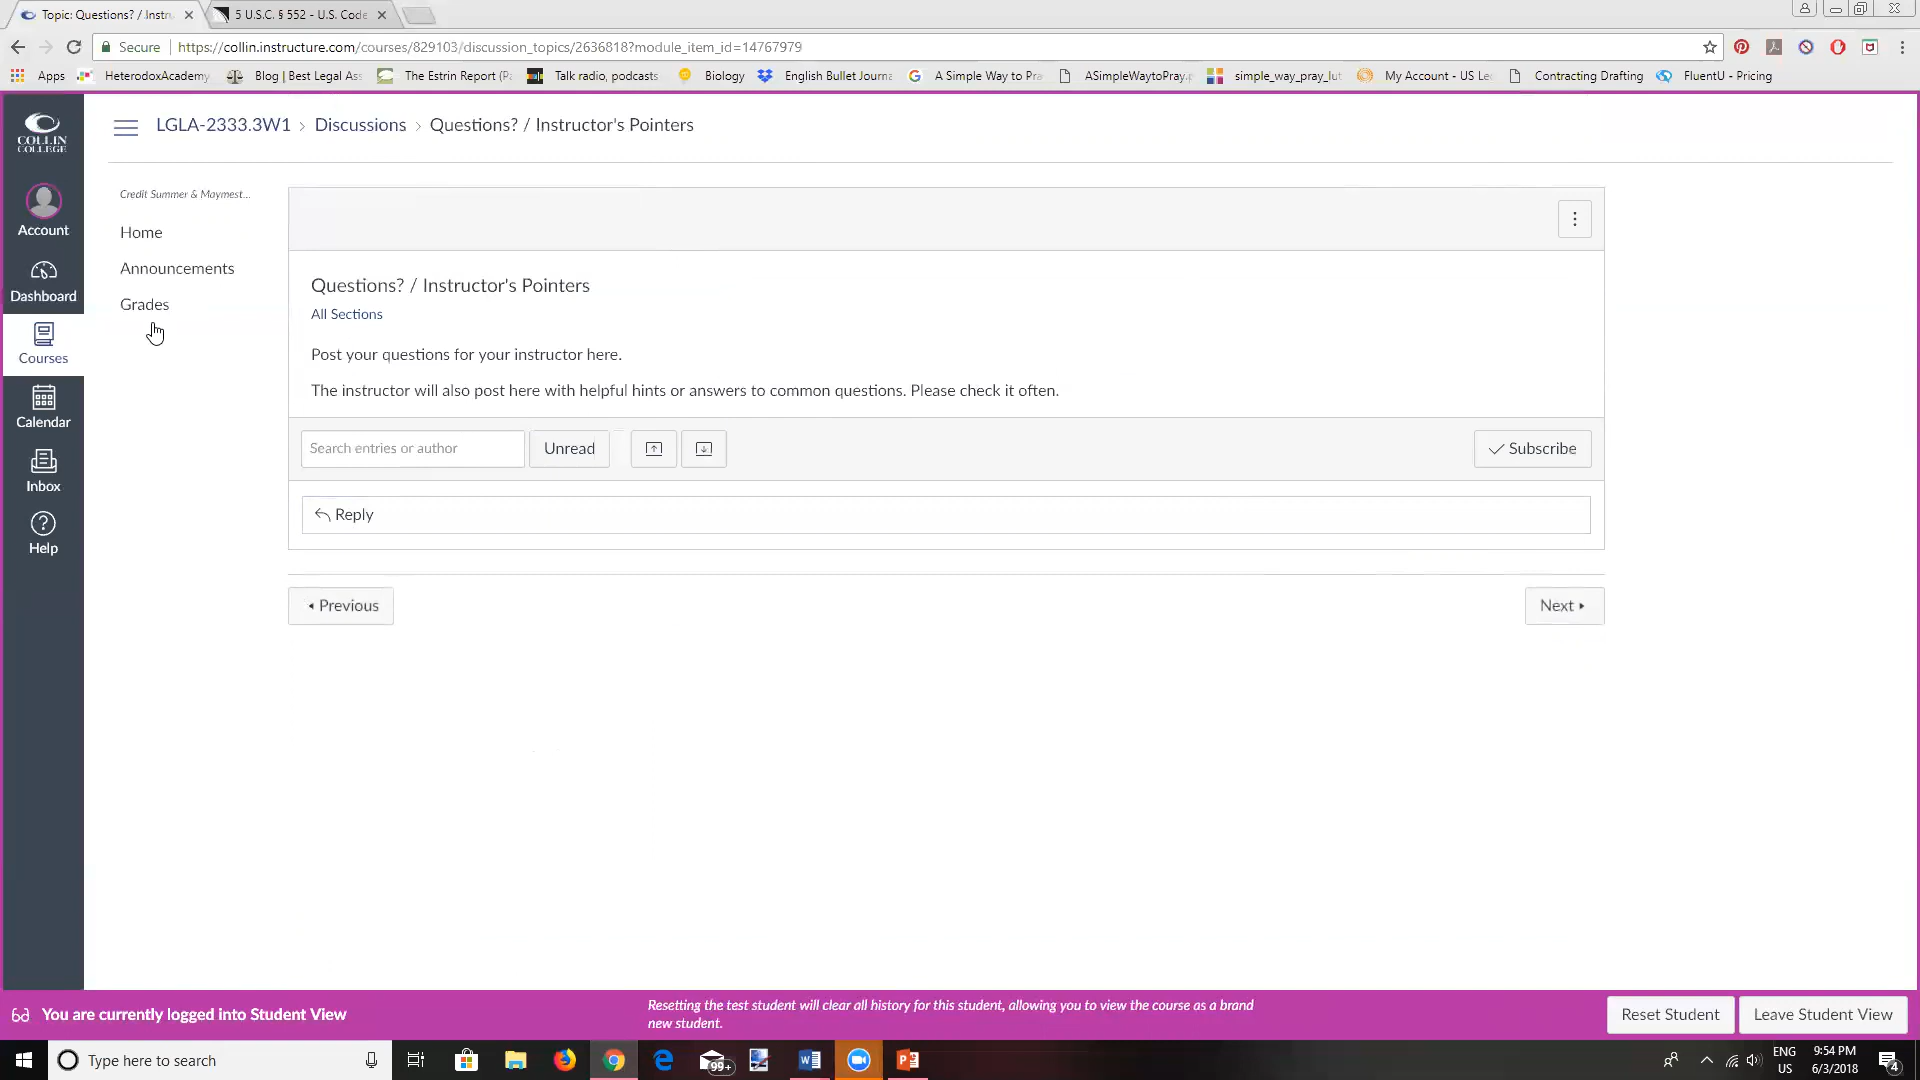 Topic: Questions? / Instru
5 U.S.C. § 552 - U.S. Code
Secure
https://collin.instructure.com/courses/829103/discussion_topics/2636818?module_item_id=14767979
Apps
HeterodoxAcademy
Blog | Best Legal Ass
The Estrin Report (Pa
Talk radio, podcasts
Biology
English Bullet Journa
A Simple Way to Pra
ASimpleWaytoPray.p
simple_way_pray_lut
My Account - US Le
Contracting Drafting
FluentU - Pricing
COLLIN
COLLEGE
LGLA-2333.3W1 › Discussions › Questions? / Instructor's Pointers
Credit Summer & Maymest...
Home
Announcements
Grades
Account
Dashboard
Courses
Calendar
Inbox
Help
Questions? / Instructor's Pointers
All Sections
Post your questions for your instructor here.
The instructor will also post here with helpful hints or answers to common questions. Please check it often.
Search entries or author
Unread
Subscribe
Reply
Previous
Next
You are currently logged into Student View
Resetting the test student will clear all history for this student, allowing you to view the course as a brand
new student.
Reset Student
Leave Student View
Type here to search
99+
ENG
US
9:54 PM
6/3/2018
4